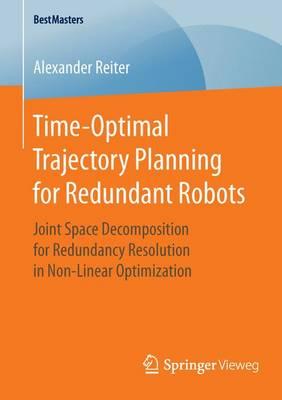 BestMasters
Alexander Reiter
Time-Optimal
Trajectory Planning
for Redundant Robots
Joint Space Decomposition
for Redundancy Resolution
in Non-Linear Optimization
Springer Vieweg